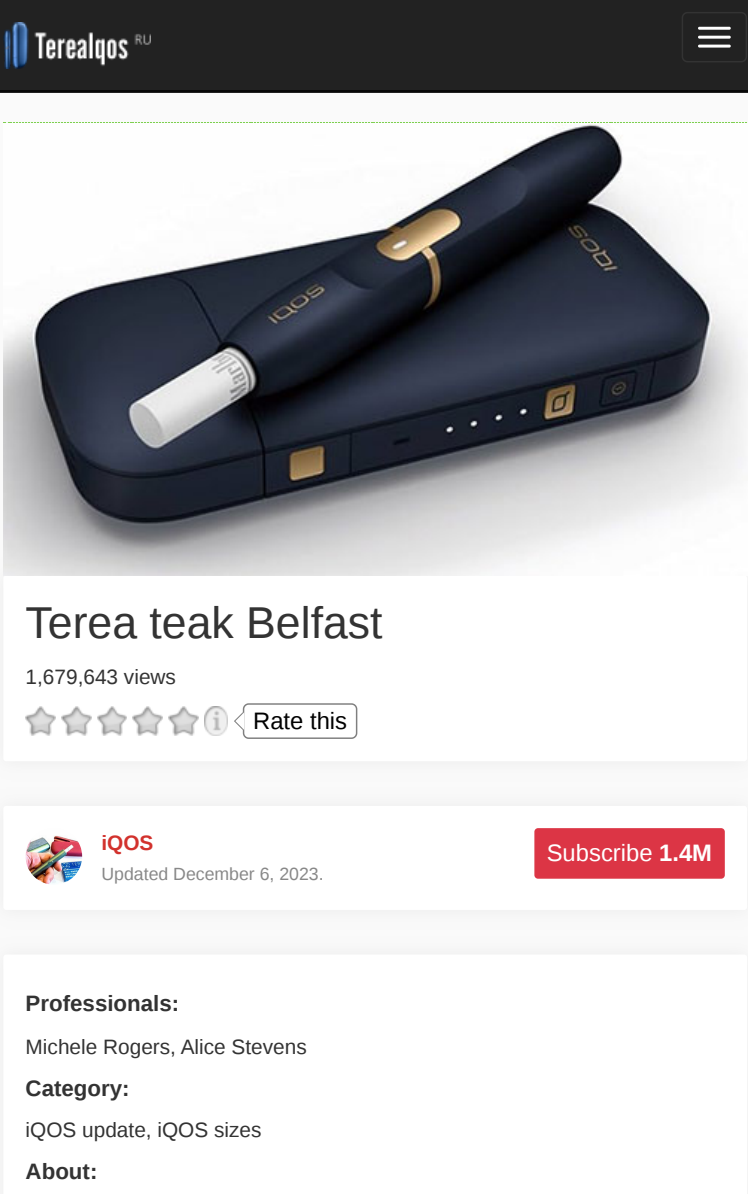 TereaIqos RU
IQOS
IQOS
Terea teak Belfast
1,679,643 views
Rate this
iQOS
Updated December 6, 2023.
Subscribe 1.4M
Professionals:
Michele Rogers, Alice Stevens
Category:
iQOS update, iQOS sizes
About: